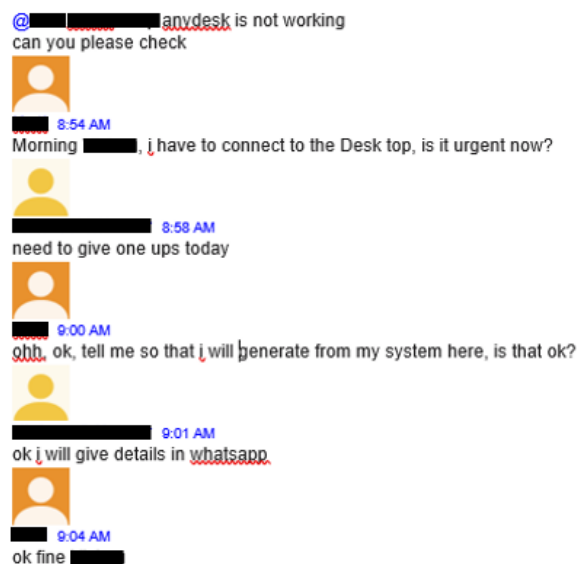 @ anydesk is not working
can you please check
8:54 AM
Morning , i have to connect to the Desk top, is it urgent now?
8:58 AM
need to give one ups today
9:00 AM
ohh, ok, tell me so that i will generate from my system here, is that ok?
9:01 AM
ok i will give details in whatsapp
9:04 AM
ok fine